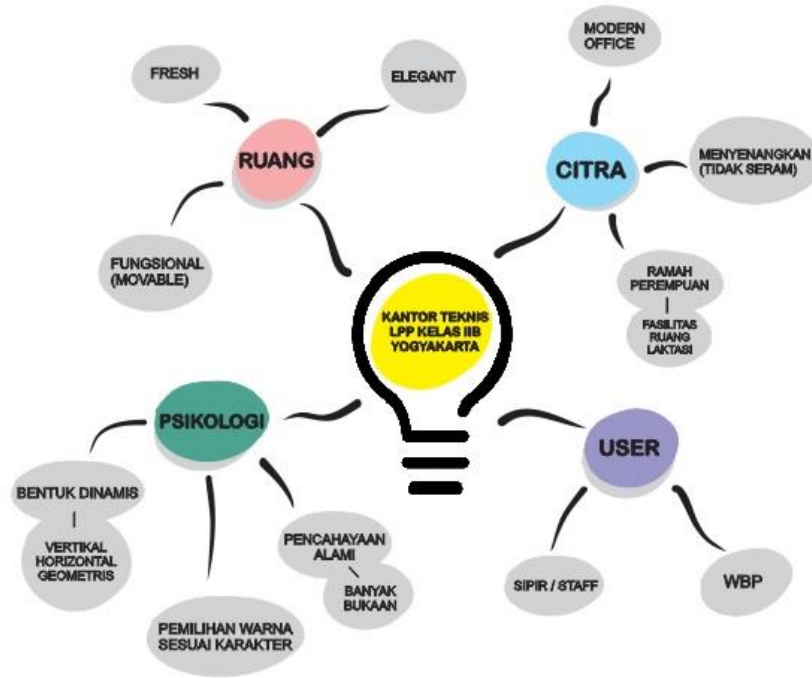 MODERN
OFFICE
FRESH
ELEGANT
RUANG
CITRA
MENYENANGKAN
(TIDAK SERAM)
FUNGSIONAL
(MOVABLE)
RAMAH
PEREMPUAN
FASILITAS
RUANG
LAKTASI
KANTOR TEKNIS
LPP KELAS IIB
YOGYAKARTA
PSIKOLOGI
USER
BENTUK DINAMIS
VERTIKAL
HORIZONTAL
GEOMETRIS
PENCAHAYAAN
ALAMI
BANYAK
BUKAAN
PEMILIHAN WARNA
SESUAI KARAKTER
SIPIR / STAFF
WBP